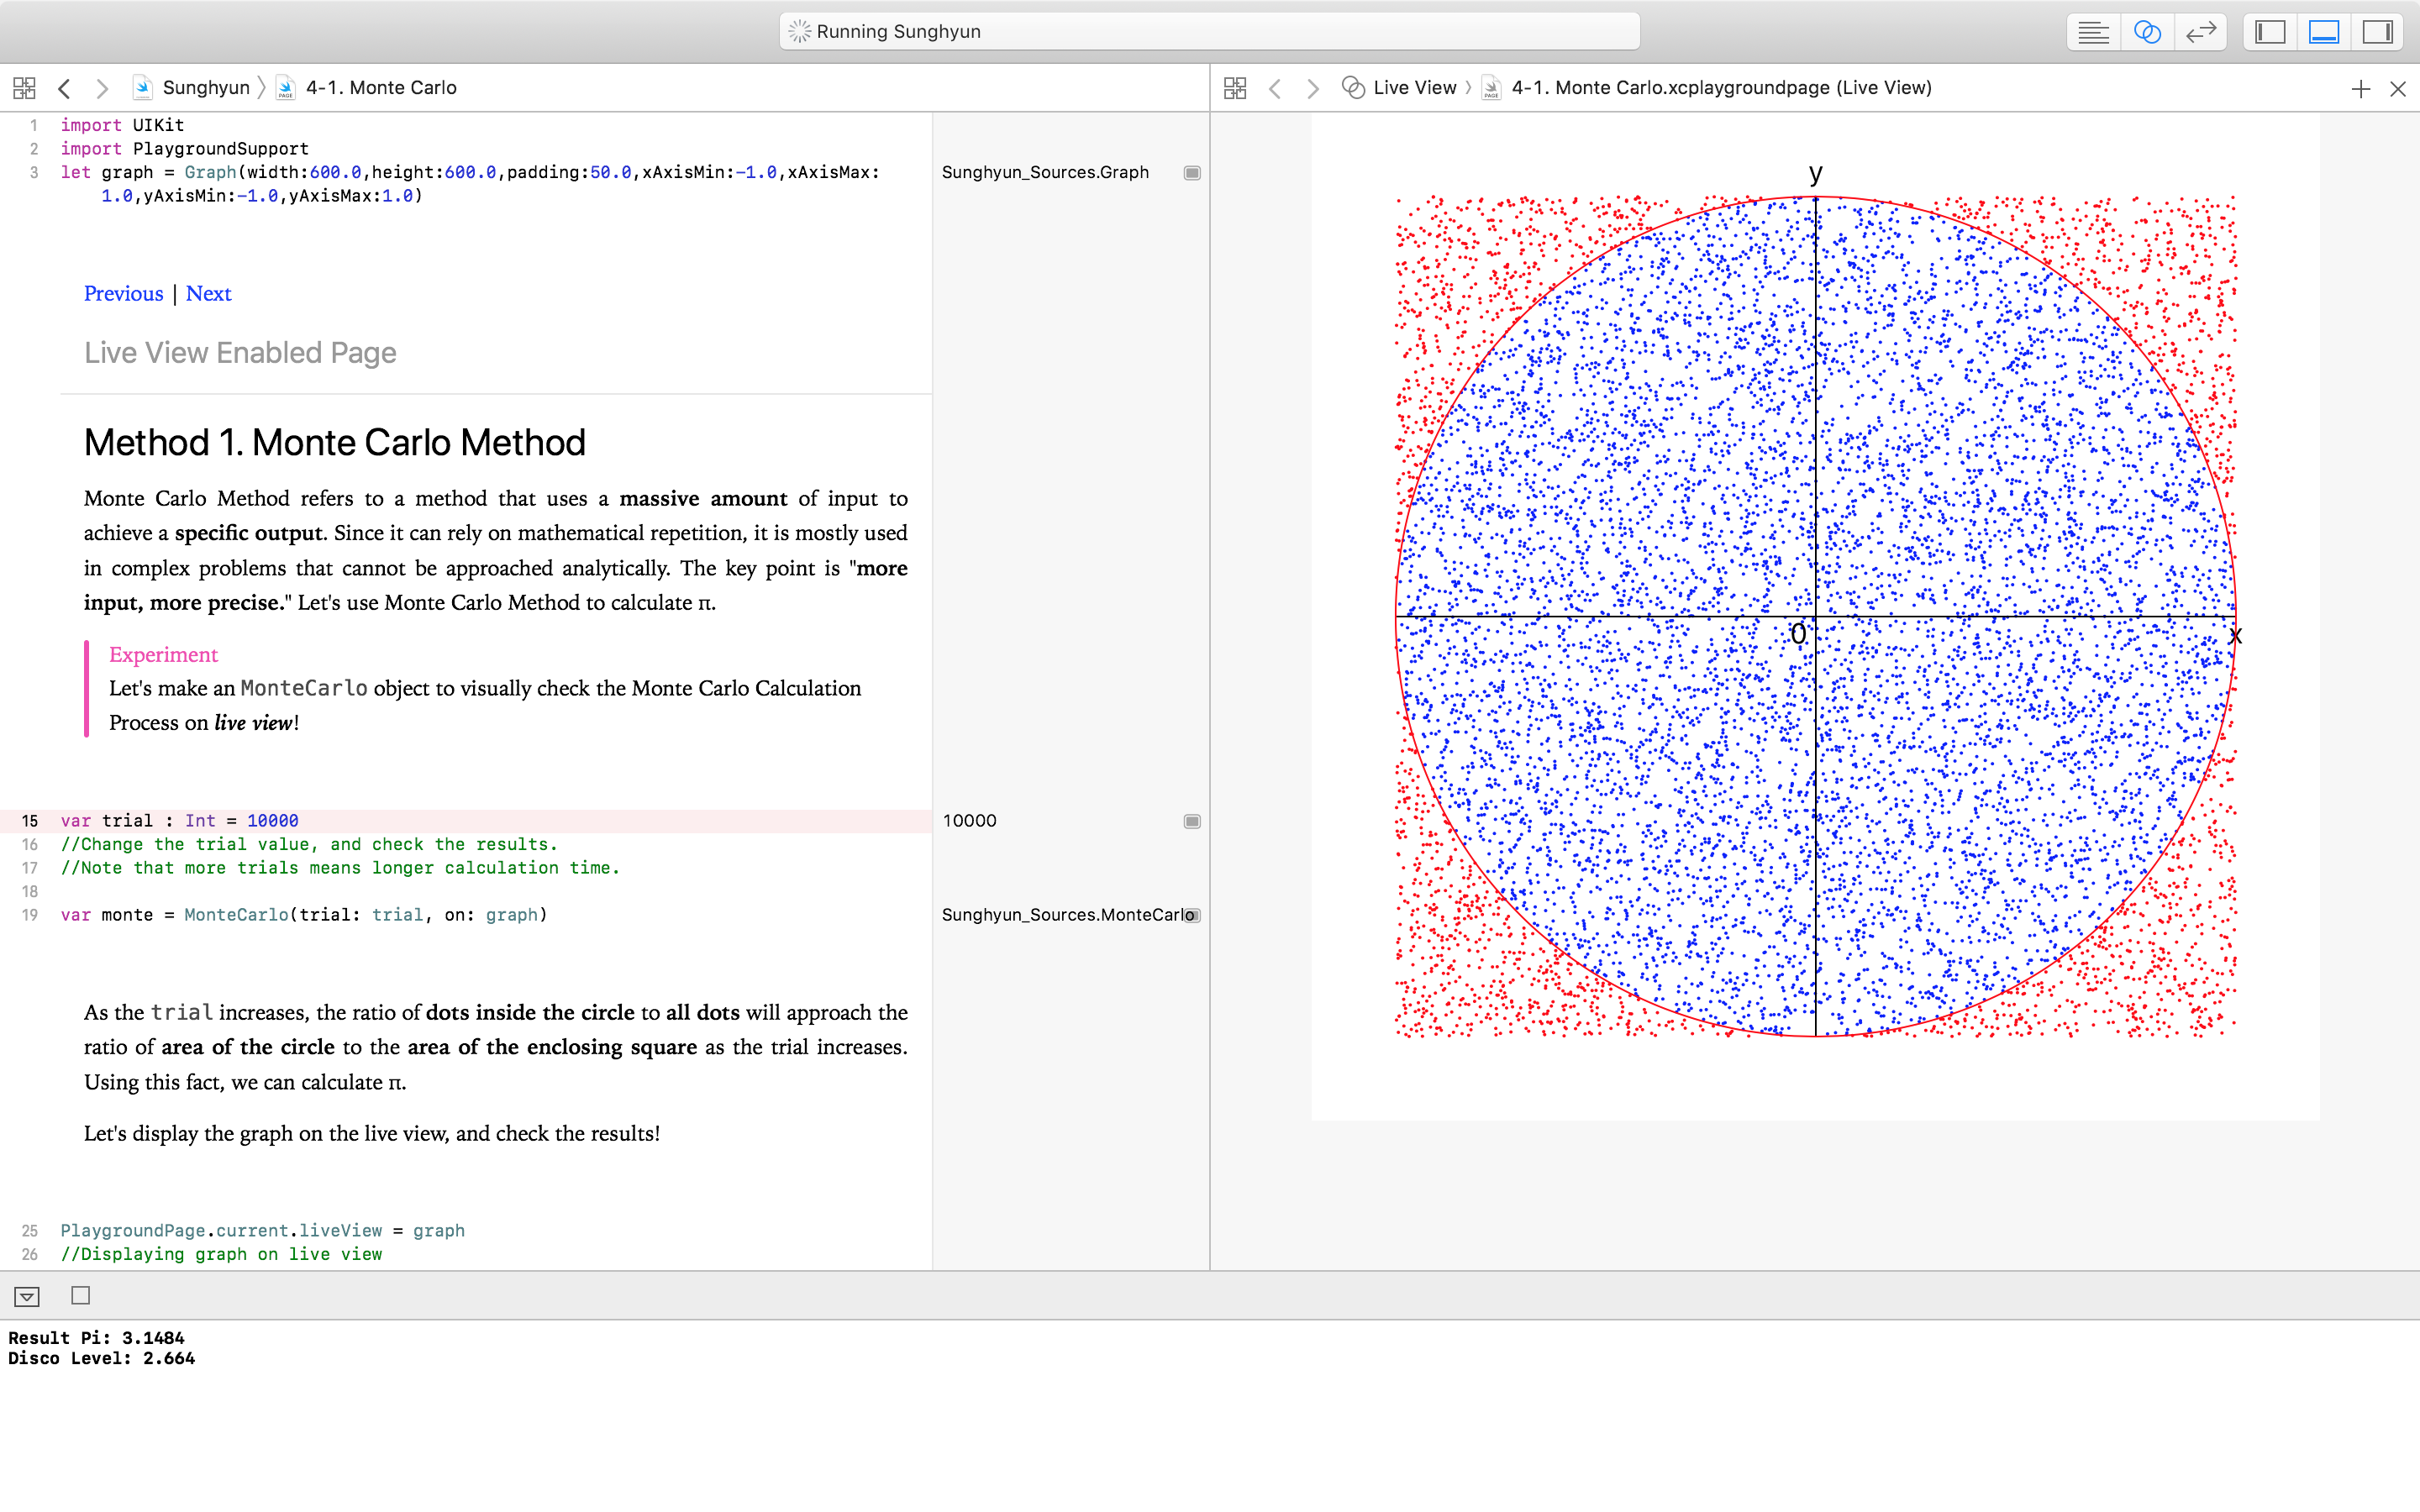 Running Sunghyun
Sunghyun 4-1. Monte Carlo
Live View 4-1. Monte Carlo.xcplaygroundpage (Live View)
1 import UIKit
2 import PlaygroundSupport
3 let graph = Graph(width:600.0,height:600.0,padding:50.0,xAxisMin:-1.0,xAxisMax:
1.0,yAxisMin:-1.0,yAxisMax:1.0)
Sunghyun_Sources.Graph
Previous | Next
Live View Enabled Page
Method 1. Monte Carlo Method
Monte Carlo Method refers to a method that uses a massive amount of input to
achieve a specific output. Since it can rely on mathematical repetition, it is mostly used
in complex problems that cannot be approached analytically. The key point is "more
input, more precise." Let's use Monte Carlo Method to calculate π.
Experiment
Let's make an MonteCarlo object to visually check the Monte Carlo Calculation
Process on live view!
15 var trial : Int = 10000
10000
16 //Change the trial value, and check the results.
17 //Note that more trials means longer calculation time.
18
19 var monte = MonteCarlo(trial: trial, on: graph)
Sunghyun_Sources.MonteCarlo
As the trial increases, the ratio of dots inside the circle to all dots will approach the
ratio of area of the circle to the area of the enclosing square as the trial increases.
Using this fact, we can calculate π.
Let's display the graph on the live view, and check the results!
25 PlaygroundPage.current.liveView = graph
26 //Displaying graph on live view
y
0
x
Result Pi: 3.1484
Disco Level: 2.664